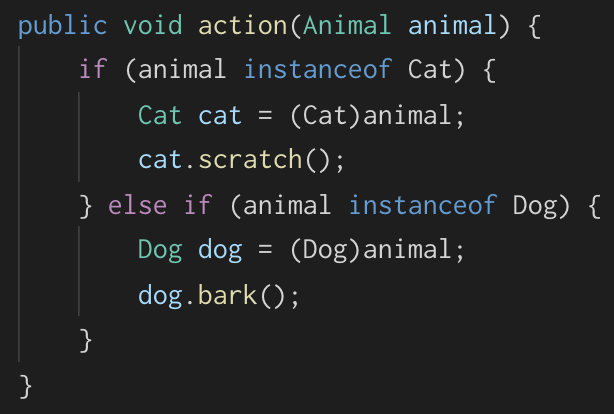 public void action(Animal animal) {
    if (animal instanceof Cat) {
        Cat cat = (Cat)animal;
        cat.scratch();
    } else if (animal instanceof Dog) {
        Dog dog = (Dog)animal;
        dog.bark();
    }
}